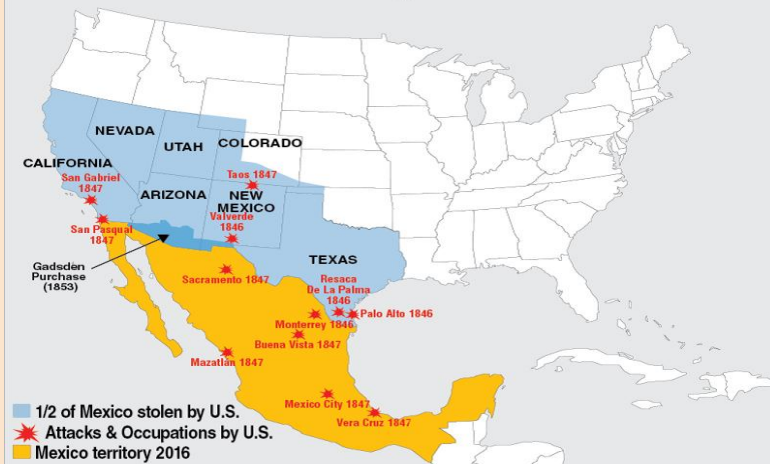 NEVADA
UTAH
COLORADO
CALIFORNIA
San Gabriel
1847
Taos 1847
ARIZONA
NEW
MEXICO
Valverde
1846
San Pasqual
1847
Gadsden
Purchase
(1853)
TEXAS
Sacramento 1847
Resaca
De La Palma
1846
Palo Alto 1846
Monterrey 1846
Buena Vista 1847
Mazatlan 1847
Mexico City 1847
Vera Cruz 1847
1/2 of Mexico stolen by U.S.
Attacks & Occupations by U.S.
Mexico territory 2016